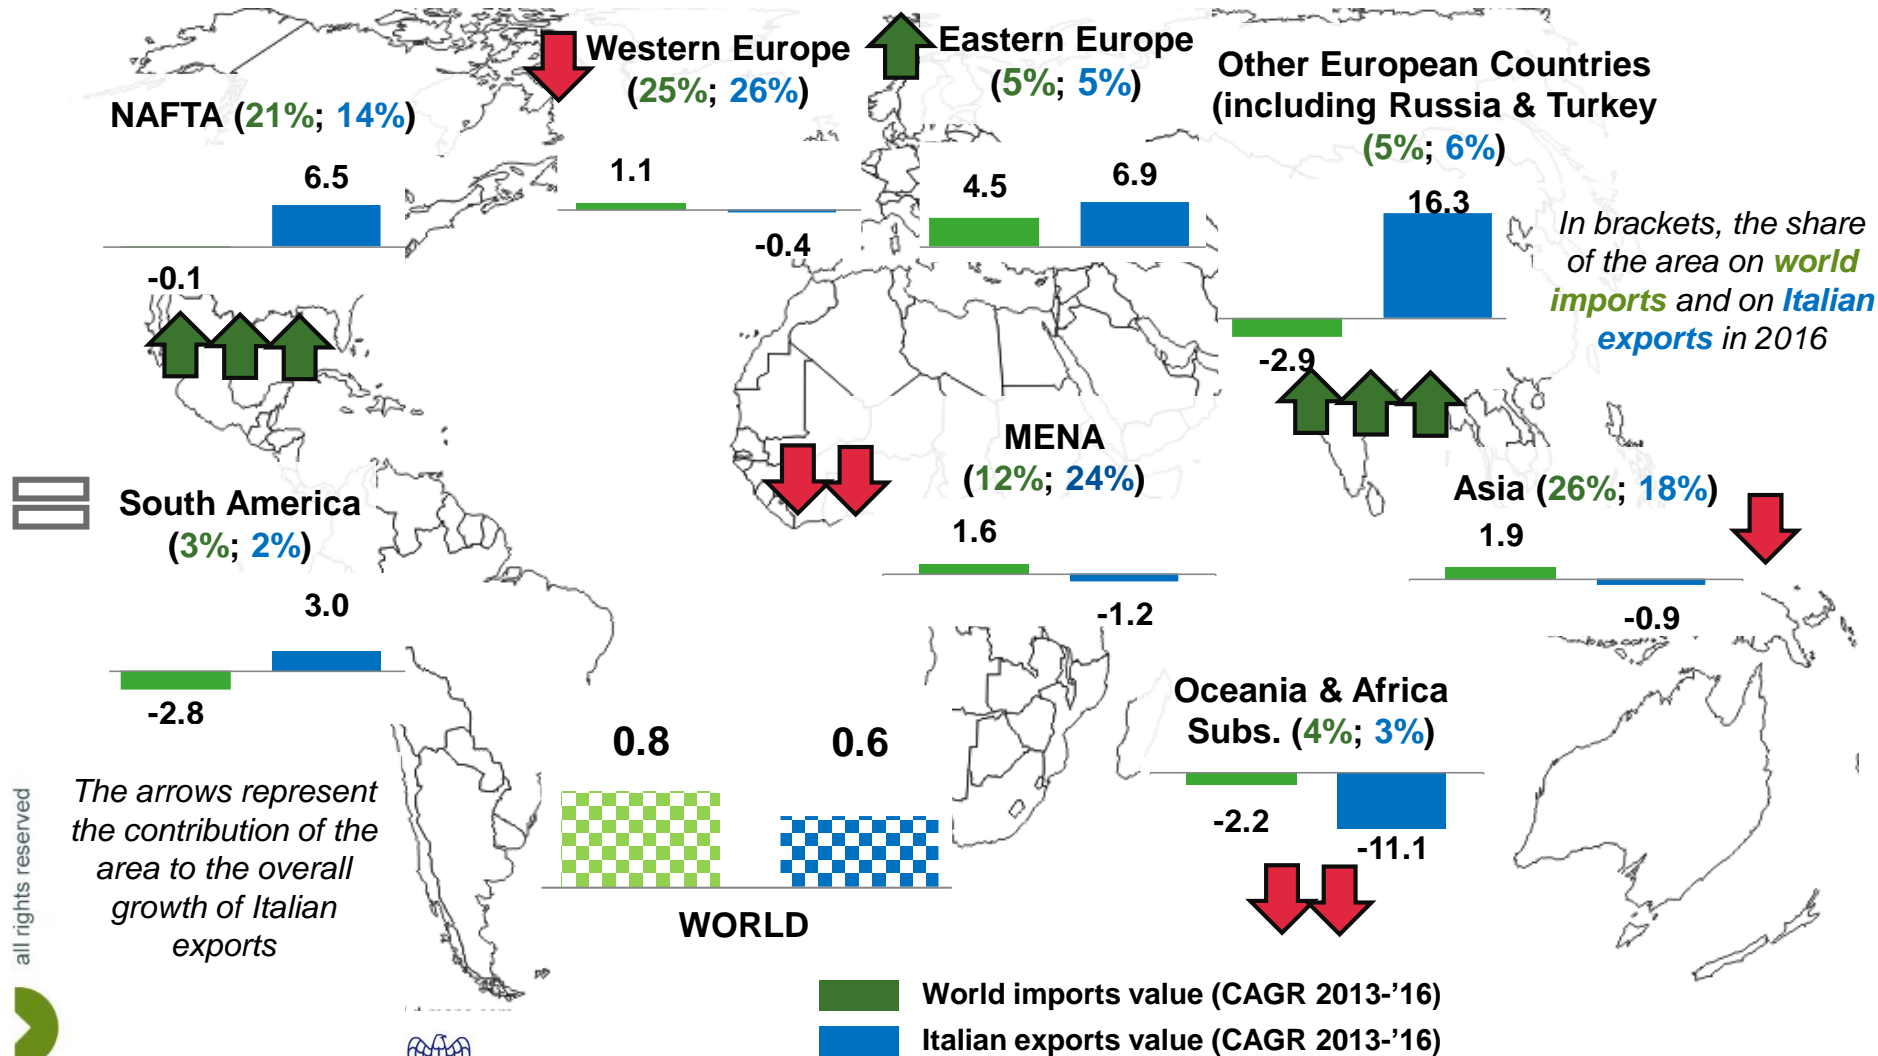 Western Europe
(25%; 26%)
Eastern Europe
(5%; 5%)
Other European Countries
(including Russia & Turkey
(5%; 6%)
NAFTA (21%; 14%)
6.5
-0.1
1.1
-0.4
4.5
6.9
16.3
-2.9
In brackets, the share
of the area on world
imports and on Italian
exports in 2016
MENA
(12%; 24%)
1.6
-1.2
Asia (26%; 18%)
1.9
-0.9
South America
(3%; 2%)
3.0
-2.8
Oceania & Africa
Subs. (4%; 3%)
-2.2
-11.1
0.8
0.6
WORLD
The arrows represent
the contribution of the
area to the overall
growth of Italian
exports
all rights reserved
World imports value (CAGR 2013-’16)
Italian exports value (CAGR 2013-’16)